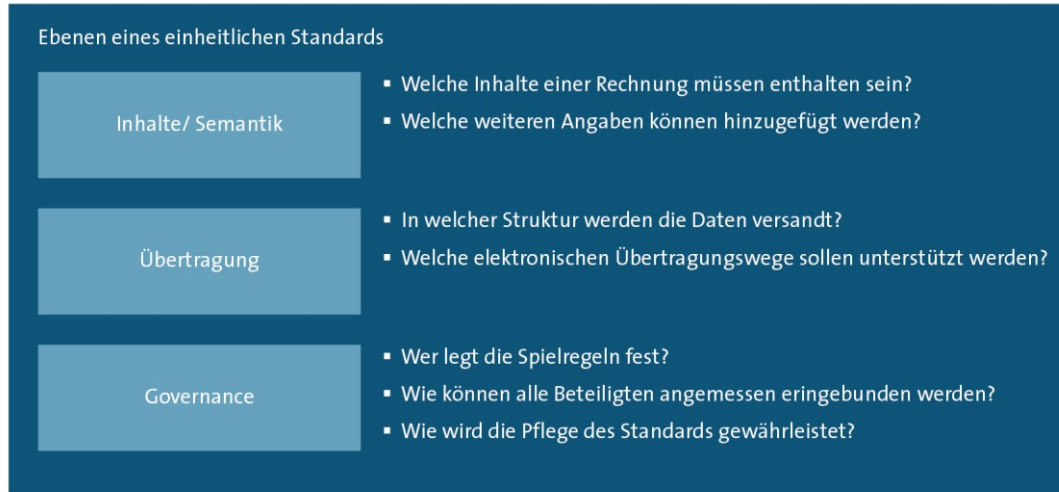 Ebenen eines einheitlichen Standards
Inhalte/ Semantik
▪ Welche Inhalte einer Rechnung müssen enthalten sein?
▪ Welche weiteren Angaben können hinzugefügt werden?
Übertragung
▪ In welcher Struktur werden die Daten versandt?
▪ Welche elektronischen Übertragungswege sollen unterstützt werden?
Governance
▪ Wer legt die Spielregeln fest?
▪ Wie können alle Beteiligten angemessen eringebunden werden?
▪ Wie wird die Pflege des Standards gewährleistet?